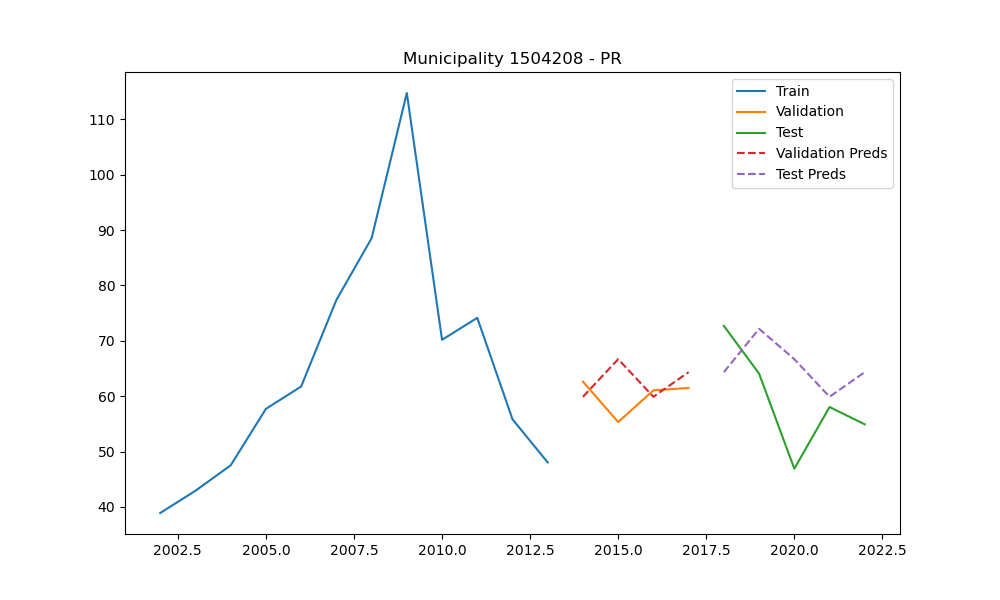 Municipality 1504208 - PR
Train
Validation
Test
Validation Preds
Test Preds
110
100
90
80
70
60
50
40
2002.5 2005.0 2007.5 2010.0 2012.5 2015.0 2017.5 2020.0 2022.5